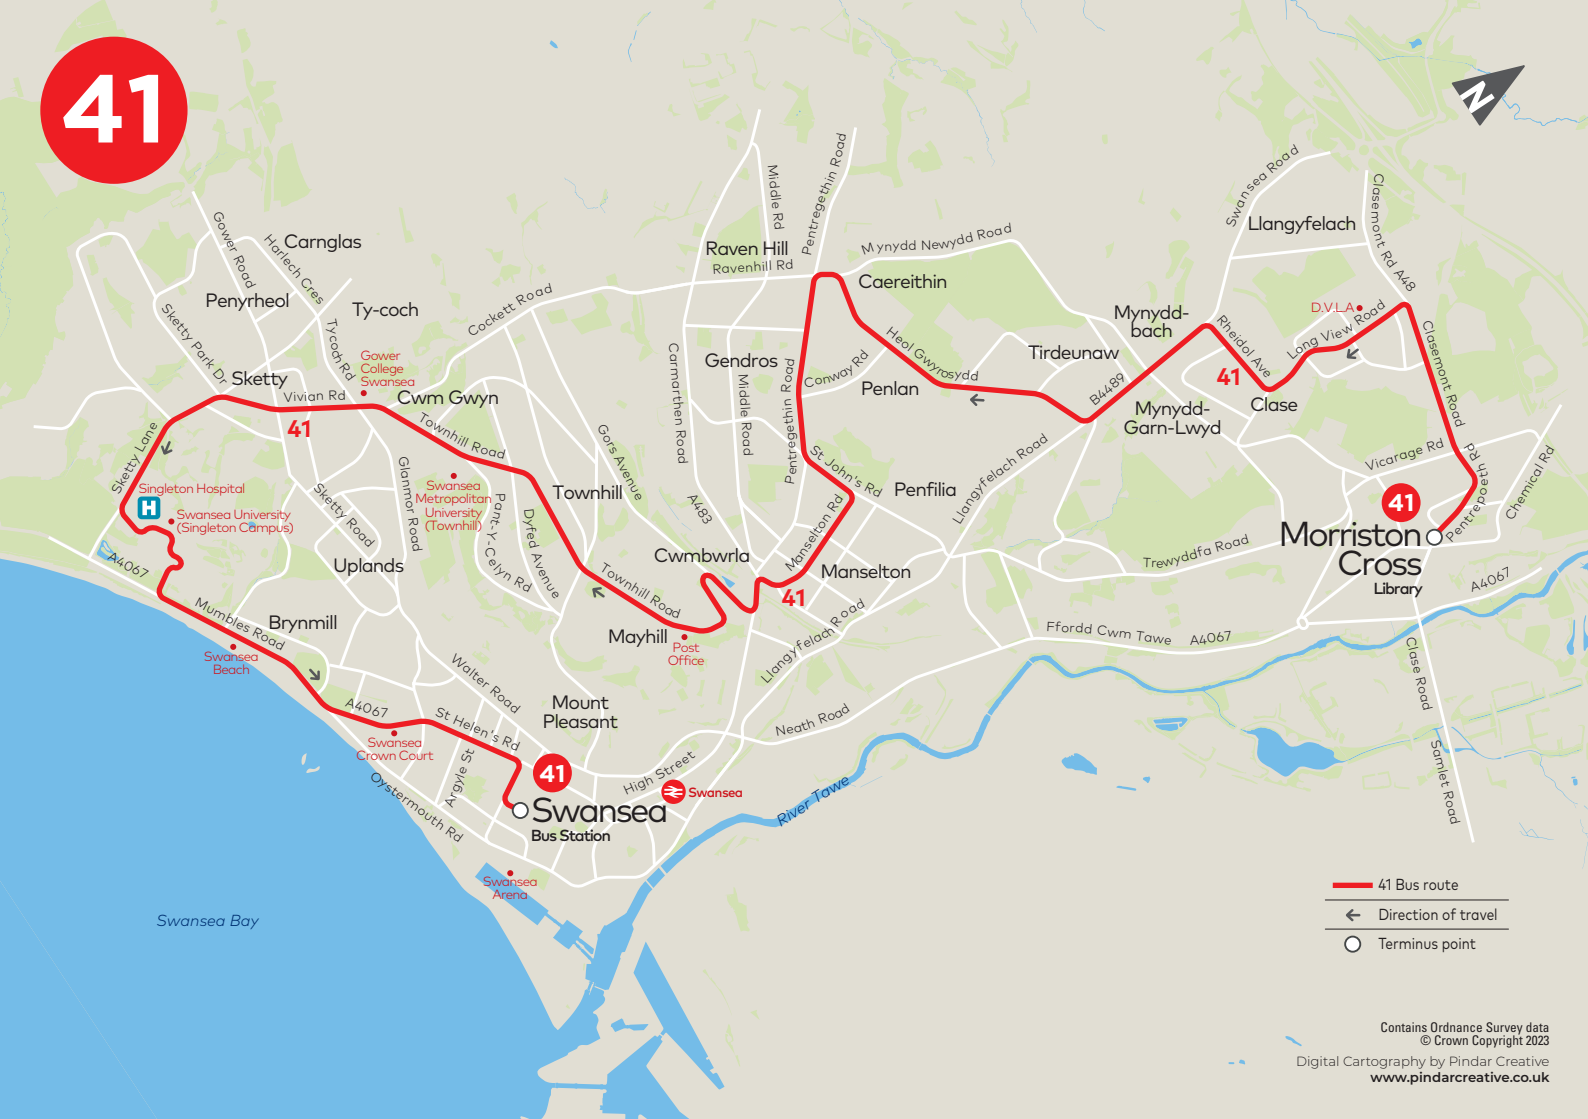 41
N
Carnglas
Gower Road
Harlech Cres
Penyrheol
Ty-coch
Sketty Park Dr
Tycoch Rd
Cockett Road
Gower
College
Swansea
Sketty
Vivian Rd
Cwm Gwyn
41
Townhill Road
Sketty Lane
Singleton Hospital
H
Swansea University
(Singleton Campus)
A4067
Glanmor Road
Sketty Road
Swansea
Metropolitan
University
(Townhill)
Pant-Y-Celyn Rd
Dyfed Avenue
Townhill
Gors Avenue
Uplands
Mumbles Road
Brynmill
Swansea
Beach
Townhill Road
Mayhill
Post
Office
Walter Road
Mount
Pleasant
A4067
St Helen's Rd
Swansea
Crown Court
Argyle St
Oystermouth Rd
41
Swansea
Bus Station
High Street
Swansea
Swansea
Arena
Swansea Bay
River Tawe
Middle Rd
Pentregethin Road
Raven Hill
Ravenhill Rd
Mynydd Newydd Road
Caereithin
Carmarthen Road
Gendros
Middle Road
Pentregethin Road
Conway Rd
Heol Gwyrosydd
Penlan
A483
St John's Rd
Penfilia
Cwmbwrla
Manselton Rd
Manselton
41
Llangyfelach Road
Llangyfelach Road
Neath Road
Tirdeunaw
B4489
Mynydd-
bach
Mynydd-
Garn-Lwyd
Rheidol Ave
41
Clase
Swansea Road
Llangyfelach
Clasemont Rd A48
D.V.L.A
Long View Road
Clasemont Road
Vicarage Rd
Pentrepoeth Rd
Chemical Rd
41
Morriston
Cross
Library
Trewyddfa Road
Ffordd Cwm Tawe A4067
A4067
Clase Road
Samlet Road
41 Bus route
Direction of travel
Terminus point
Contains Ordnance Survey data
© Crown Copyright 2023
Digital Cartography by Pindar Creative
www.pindarcreative.co.uk